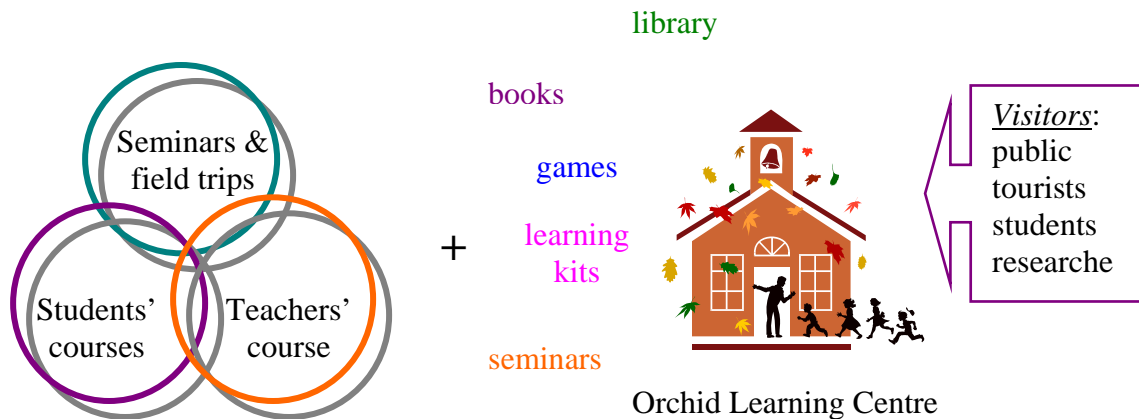 Seminars &
field trips
Students'
courses
Teachers'
course
+
library
books
games
learning
kits
seminars
Orchid Learning Centre
Visitors:
public
tourists
students
researche